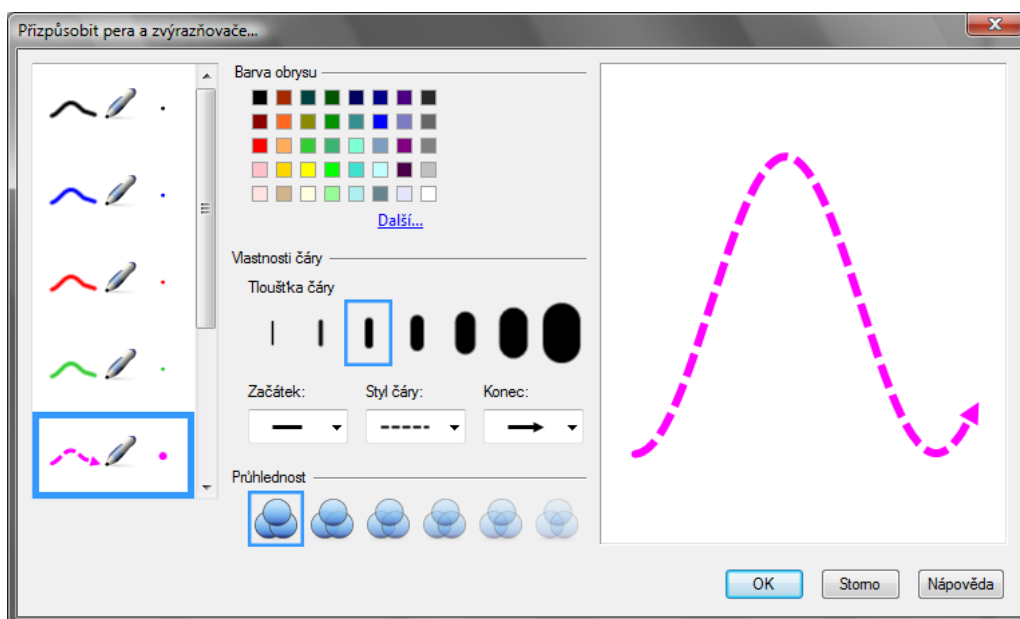 Přizpůsobit pera a zvýrazňovače...
Barva obrysu
Další...
Vlastnosti čáry
Tloušťka čáry
Začátek: Styl čáry: Konec:
Průhlednost
OK Storno Nápověda